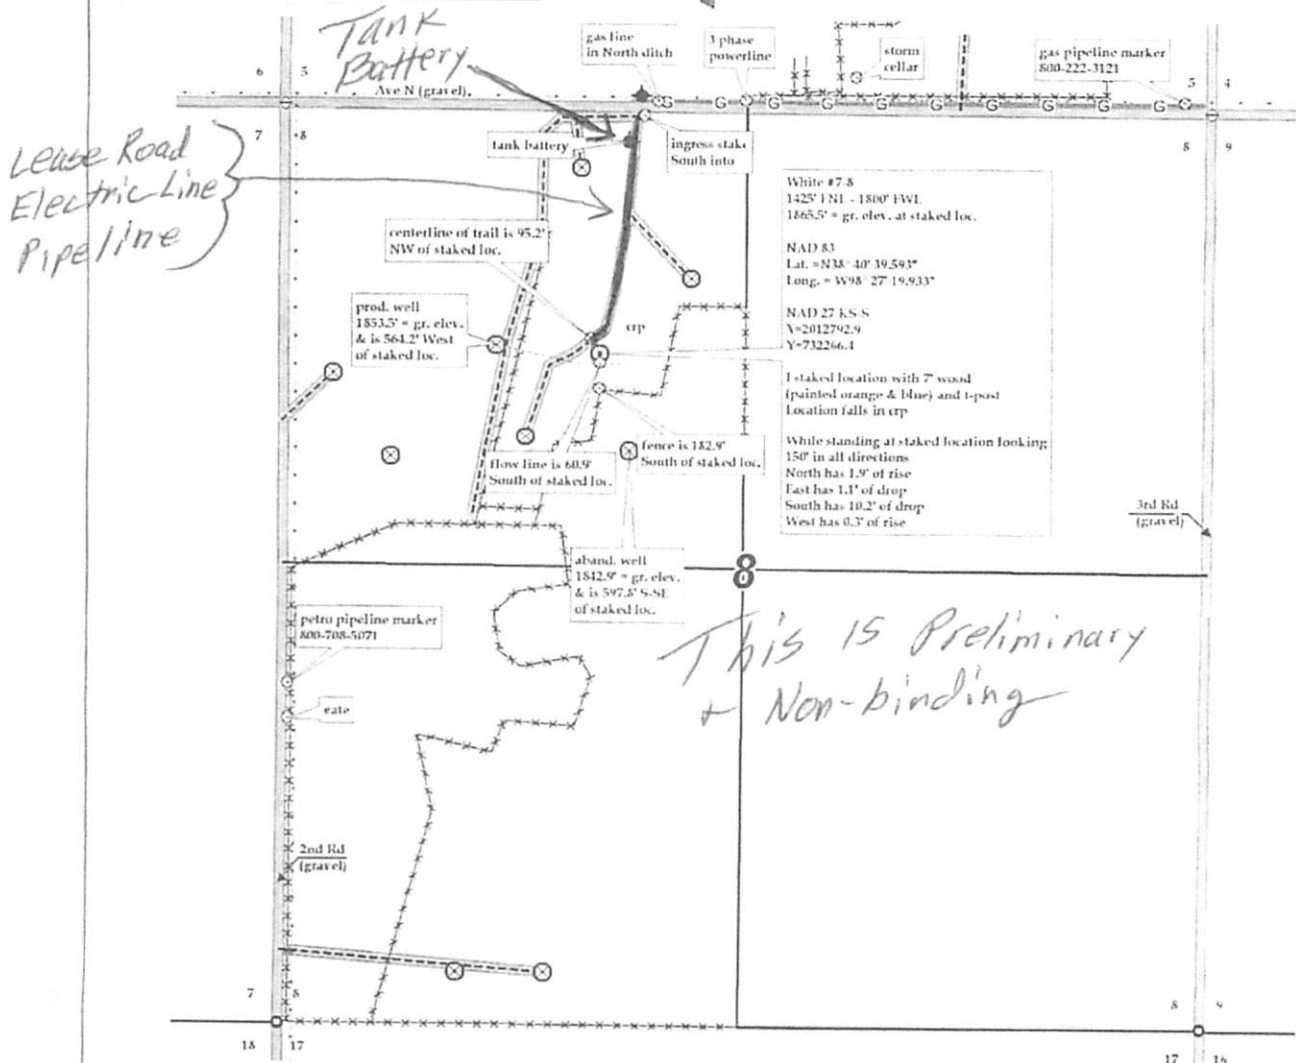 Tank
Battery
gas line
in North ditch
3 phase
powerline
storm
cellar
gas pipeline marker
800-222-3121
6 5
5 4
Ave N (gravel).
G G G G G G G G G
7 8
8 9
Lease Road
Electric Line
Pipeline
tank battery
ingress stake
South into
White #7-8
1425' FNL - 1800' FWL
1865.5' = gr. elev. at staked loc.
NAD 83
Lat. = N38° 40' 39.593"
Long. = W98° 27' 19.933"
NAD 27 KS-S
X=2012792.9
Y=732266.4
I staked location with 7' wood
(painted orange & blue) and t-post
Location falls in crp
While standing at staked location looking
150' in all directions
North has 1.9' of rise
East has 1.1' of drop
South has 10.2' of drop
West has 0.3' of rise
centerline of trail is 95.2'
NW of staked loc.
prod. well
1853.5' = gr. elev.
& is 564.2' West
of staked loc.
crp
fence is 182.9'
South of staked loc.
flow line is 60.9'
South of staked loc.
3rd Rd
(gravel)
aband. well
1842.9' = gr. elev.
& is 597.8' S-SE
of staked loc.
8
petro pipeline marker
800-708-5071
This is Preliminary
+ Non-binding
gate
2nd Rd
(gravel)
7 8
8 9
18 17
17 16